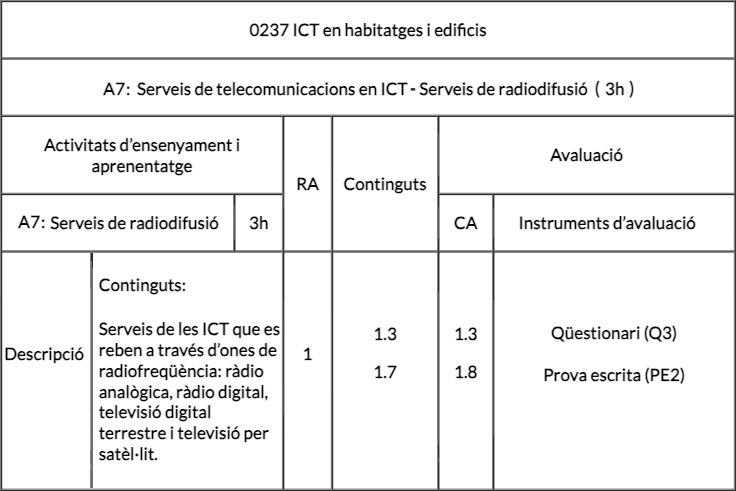 0237 ICT en habitatges i edificis
A7: Serveis de telecomunicacions en ICT - Serveis de radiodifusió ( 3h )
Activitats d'ensenyament i
aprenentatge
RA
Continguts
Avaluació
A7: Serveis de radiodifusió
3h
CA
Instruments d'avaluació
Descripció
Continguts:
Serveis de les ICT que es
reben a través d'ones de
radiofreqüència: ràdio
analògica, ràdio digital,
televisió digital
terrestre i televisió per
satèl·lit.
1
1.3
1.7
1.3
1.8
Qüestionari (Q3)
Prova escrita (PE2)